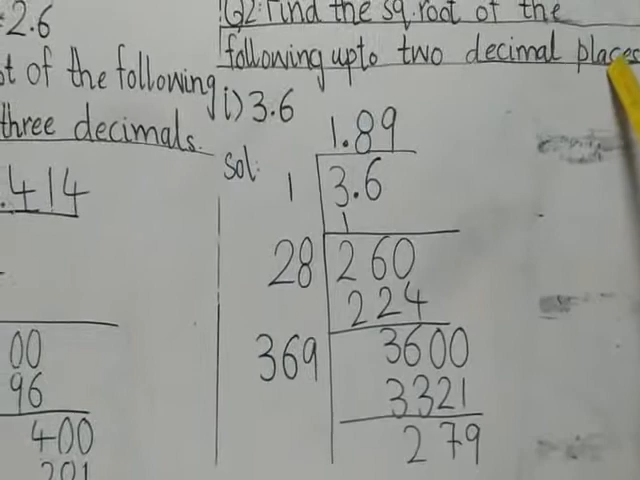 2.6
of the following
three decimals.
.414
00
96
400
201
Q2: Find the sq. root of the
following upto two decimal places
i) 3.6
Sol:
1.89
1 3.6
1
28 260
224
369 3600
3321
279